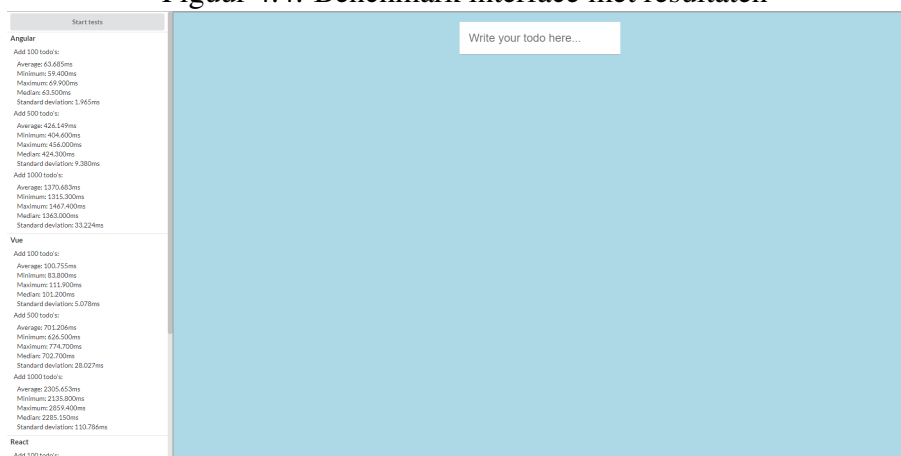 Figuur 4.4: Benchmark interface met resultaten
Start tests
Angular
Add 100 todo's:
Average: 63.685ms
Minimum: 59.400ms
Maximum: 69.900ms
Median: 63.500ms
Standard deviation: 1.965ms
Add 500 todo's:
Average: 426.149ms
Minimum: 404.600ms
Maximum: 456.000ms
Median: 424.300ms
Standard deviation: 9.380ms
Add 1000 todo's:
Average: 1370.683ms
Minimum: 1315.300ms
Maximum: 1467.400ms
Median: 1363.000ms
Standard deviation: 33.224ms
Vue
Add 100 todo's:
Average: 100.755ms
Minimum: 83.800ms
Maximum: 111.900ms
Median: 101.200ms
Standard deviation: 5.078ms
Add 500 todo's:
Average: 701.206ms
Minimum: 626.500ms
Maximum: 774.700ms
Median: 702.700ms
Standard deviation: 28.027ms
Add 1000 todo's:
Average: 2305.653ms
Minimum: 2135.800ms
Maximum: 2859.400ms
Median: 2285.150ms
Standard deviation: 110.786ms
React
Add 100 todo's:
Write your todo here...